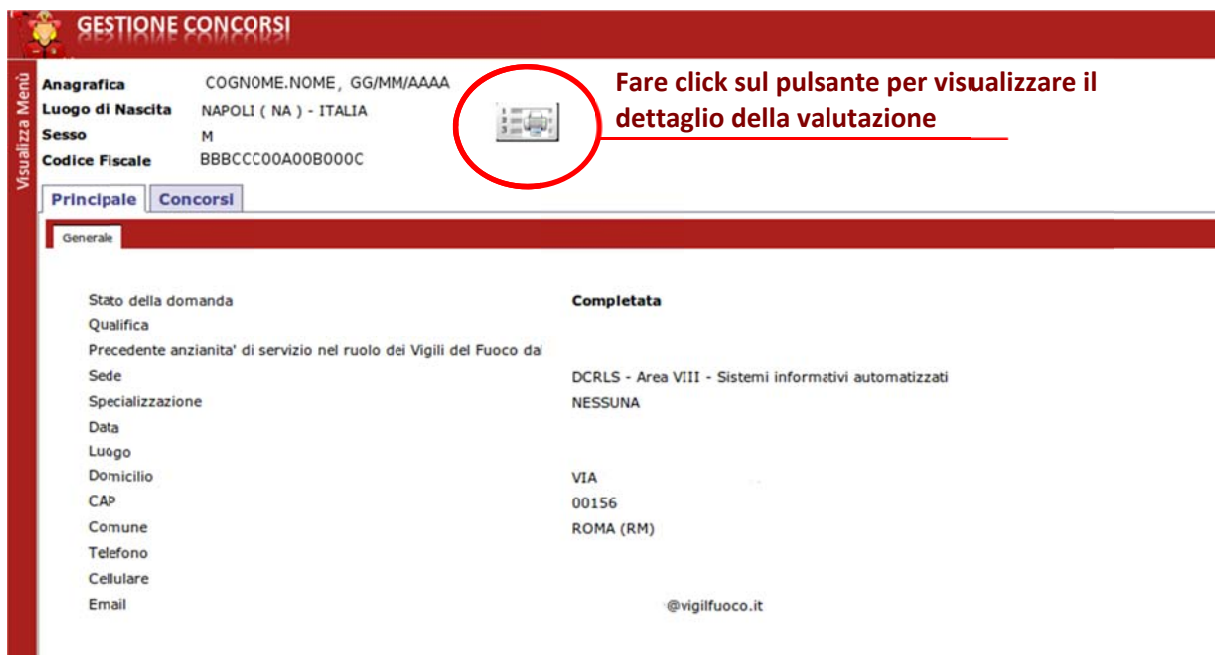 GESTIONE CONCORSI
Visualizza Menù
Anagrafica COGNOME.NOME, GG/MM/AAAA
Luogo di Nascita NAPOLI ( NA ) - ITALIA
Sesso M
Codice Fiscale BBBCCC00A00B000C
1
2
3
Fare click sul pulsante per visualizzare il
dettaglio della valutazione
Principale Concorsi
Generale
Stato della domanda Completata
Qualifica
Precedente anzianita' di servizio nel ruolo dei Vigili del Fuoco dal
Sede DCRLS - Area VIII - Sistemi informativi automatizzati
Specializzazione NESSUNA
Data
Luogo
Domicilio VIA
CAP 00156
Comune ROMA (RM)
Telefono
Cellulare
Email @vigilfuoco.it